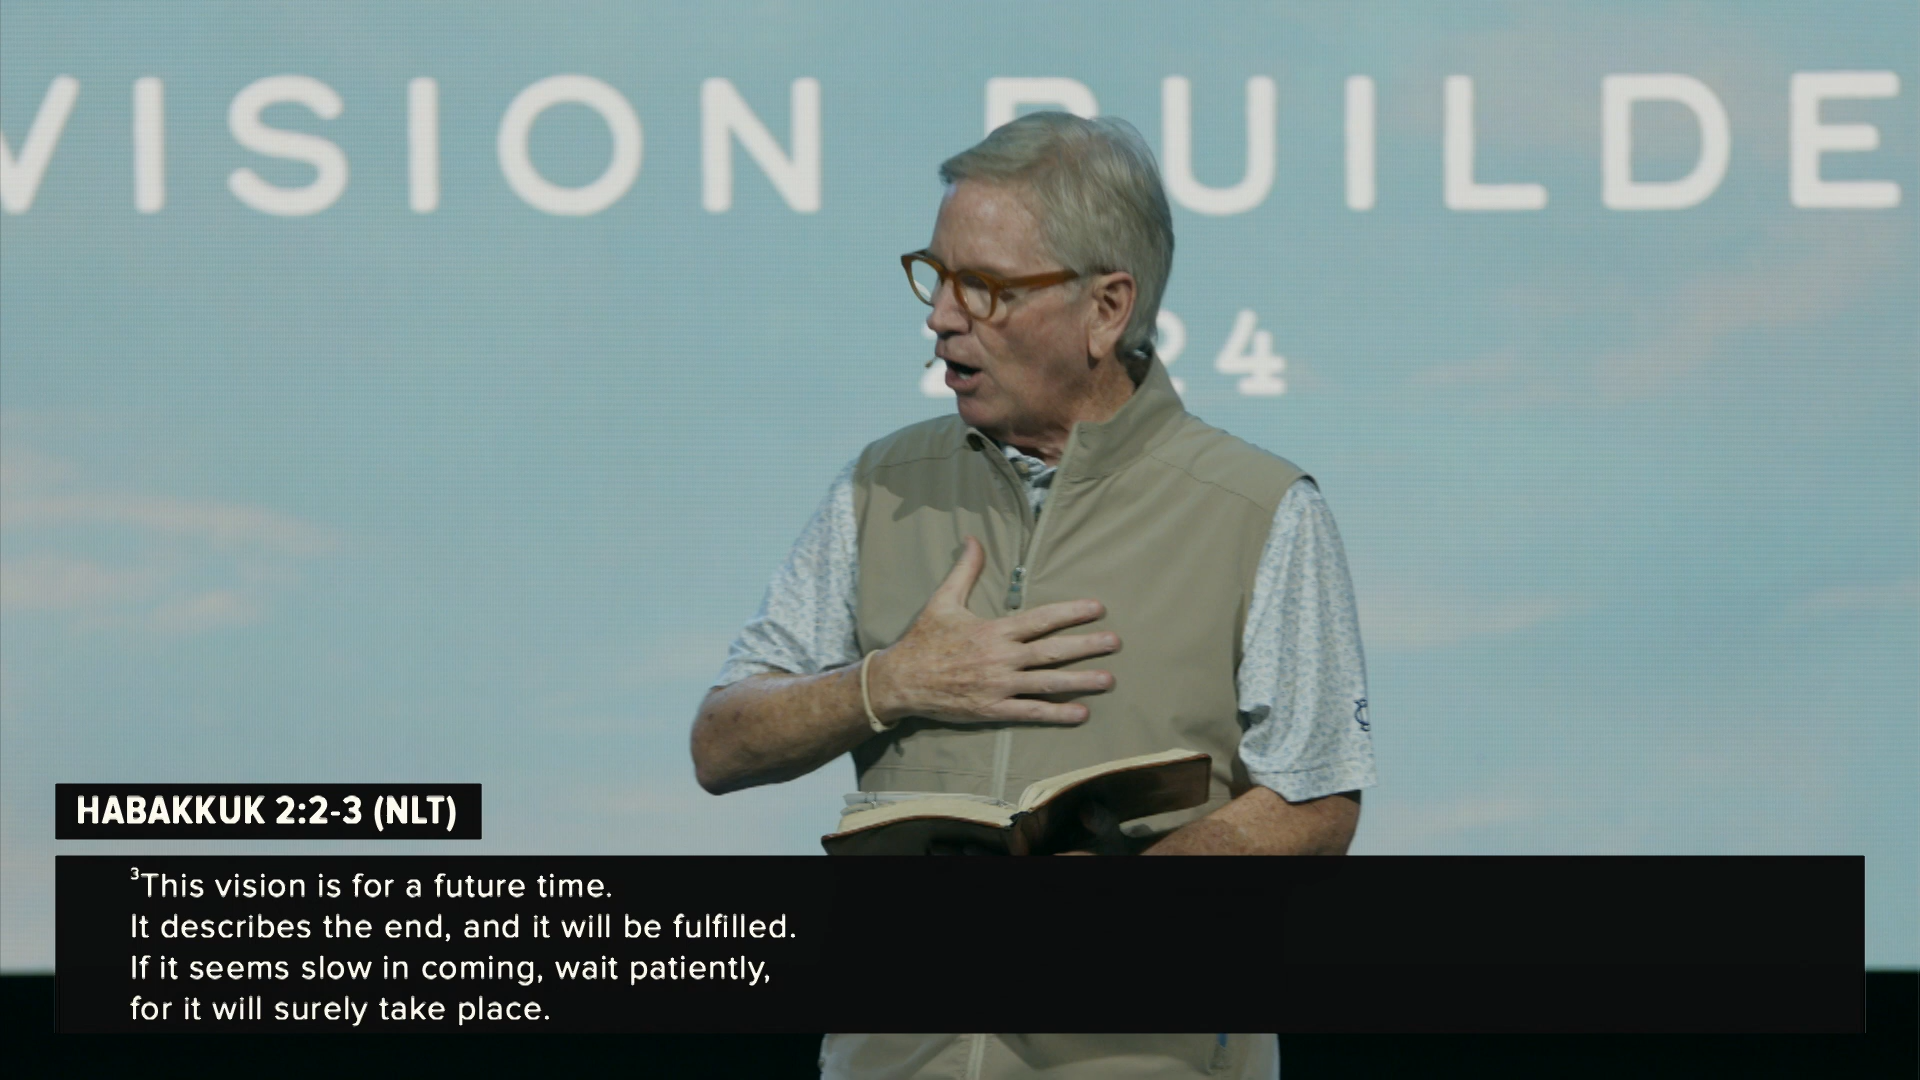 VISION BUILDE
24
HABAKKUK 2:2-3 (NLT)
³This vision is for a future time.
It describes the end, and it will be fulfilled.
If it seems slow in coming, wait patiently,
for it will surely take place.